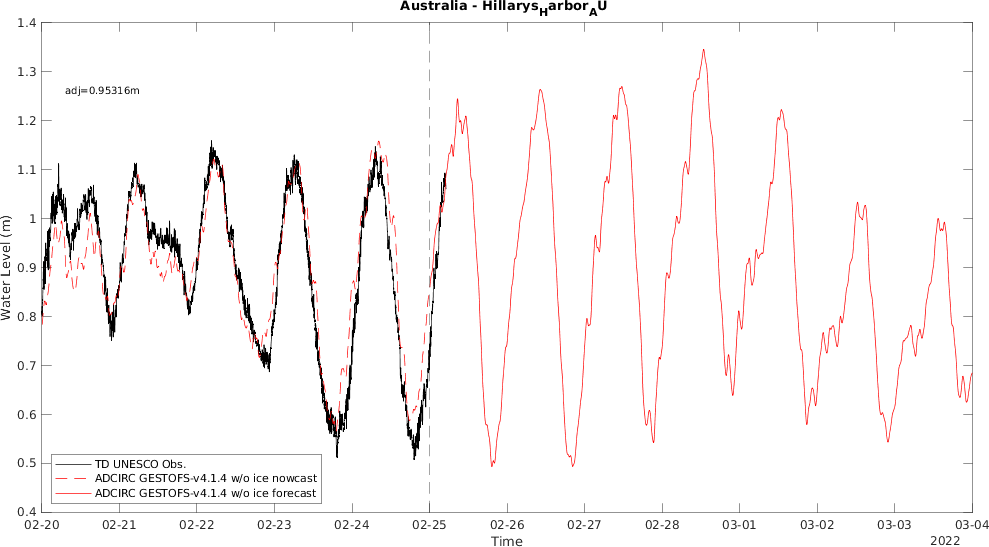 Australia - HillarysHarborAU
1.4
1.3
adj=0.95316m
1.2
1.1
1
Water Level (m)
0.9
0.8
0.7
0.6
0.5
TD UNESCO Obs.
ADCIRC GESTOFS-v4.1.4 w/o ice nowcast
ADCIRC GESTOFS-v4.1.4 w/o ice forecast
0.4
02-20 02-21 02-22 02-23 02-24 02-25 02-26 02-27 02-28 03-01 03-02 03-03 03-04
Time
2022